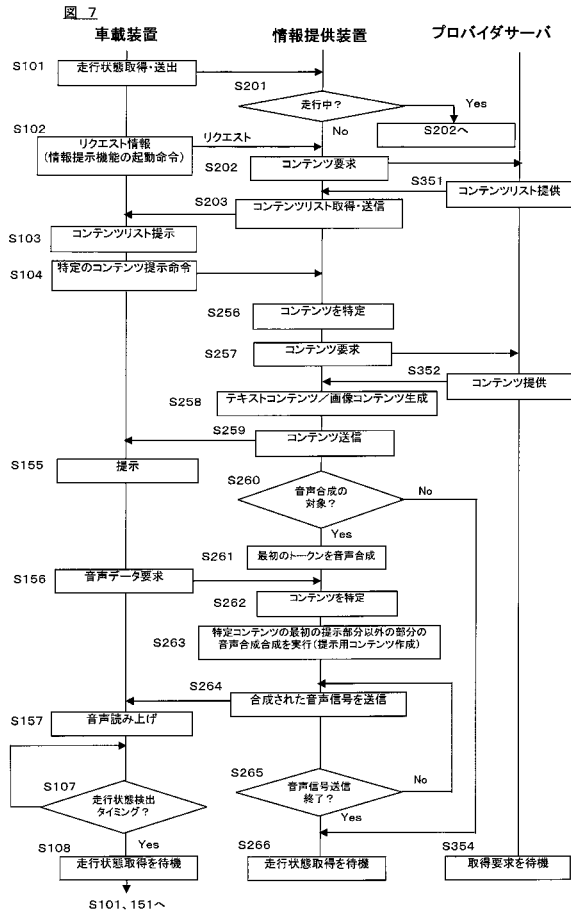 図 7
車載装置
情報提供装置
プロバイダサーバ
S101
走行状態取得・送出
S201
走行中?
Yes
S202へ
No
S102
リクエスト情報
(情報提示機能の起動命令)
リクエスト
S202
コンテンツ要求
S351
コンテンツリスト提供
S203
コンテンツリスト取得・送信
S103
コンテンツリスト提示
S104
特定のコンテンツ提示命令
S256
コンテンツを特定
S257
コンテンツ要求
S352
コンテンツ提供
S258
テキストコンテンツ/画像コンテンツ生成
S259
コンテンツ送信
S155
提示
S260
音声合成の
対象?
No
Yes
S261
最初のトークンを音声合成
S156
音声データ要求
S262
コンテンツを特定
S263
特定コンテンツの最初の提示部分以外の部分の
音声合成合成を実行(提示用コンテンツ作成)
S264
合成された音声信号を送信
S157
音声読み上げ
S107
走行状態検出
タイミング?
Yes
S265
音声信号送信
終了?
No
Yes
S108
走行状態取得を待機
S266
走行状態取得を待機
S354
取得要求を待機
S101、151へ